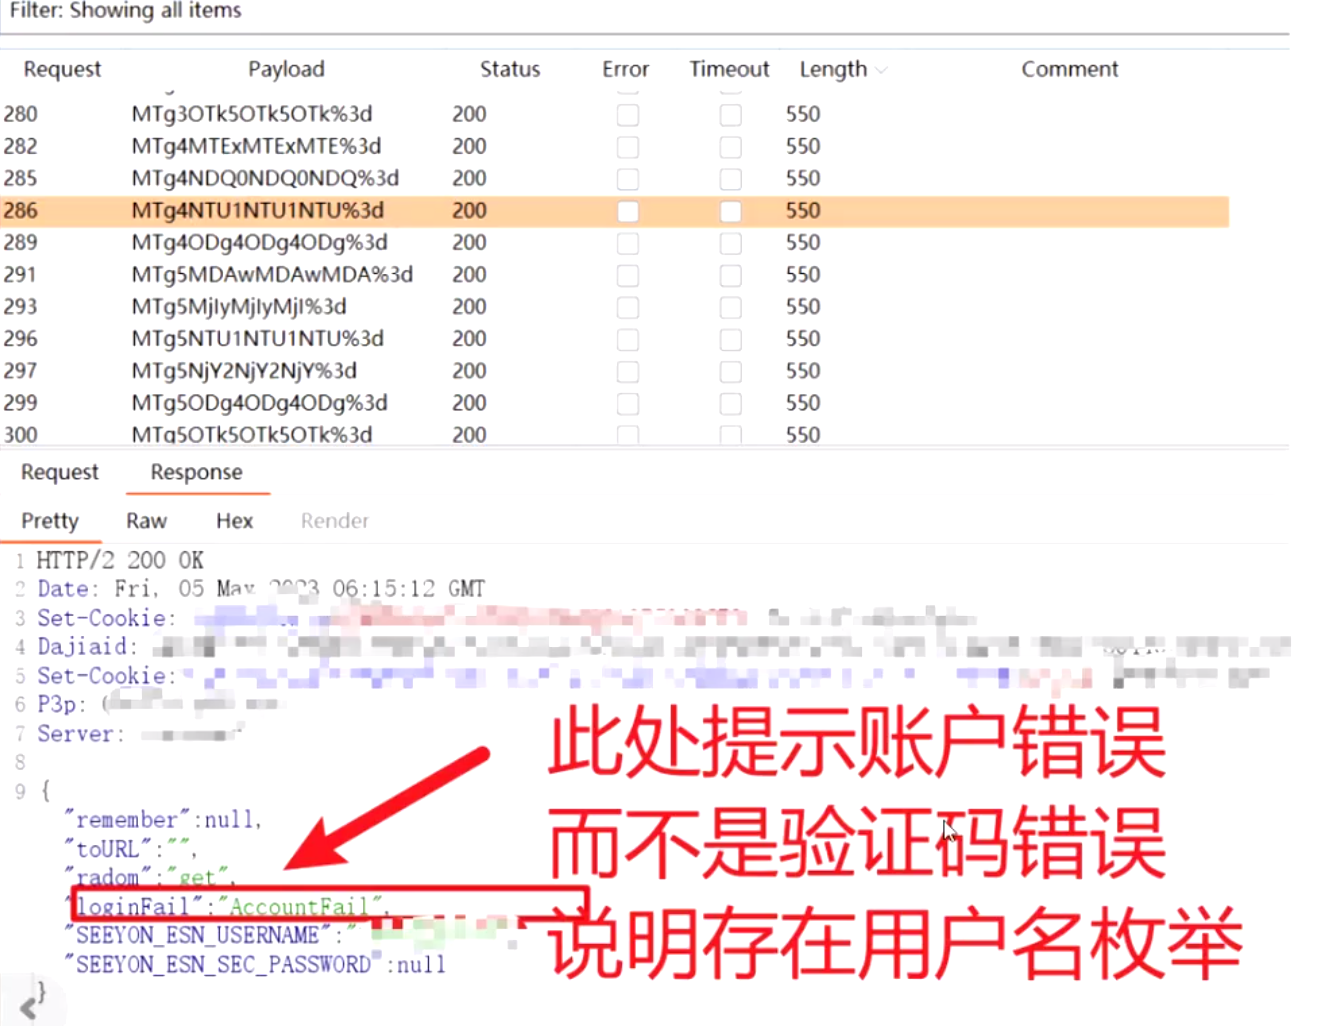 Filter: Showing all items
Request Payload Status Error Timeout Length Comment
280 MTg3OTk5OTk5OTk%3d 200 550
282 MTg4MTExMTExMTE%3d 200 550
285 MTg4NDQ0NDQ0NDQ%3d 200 550
286 MTg4NTU1NTU1NTU%3d 200 550
289 MTg4ODg4ODg4ODg%3d 200 550
291 MTg5MDAwMDAwMDA%3d 200 550
293 MTg5MjIyMjIyMjI%3d 200 550
296 MTg5NTU1NTU1NTU%3d 200 550
297 MTg5NjY2NjY2NjY%3d 200 550
299 MTg5ODg4ODg4ODg%3d 200 550
300 MTg5OTk5OTk5OTk%3d 200 550
Request Response
Pretty Raw Hex Render
1 HTTP/2 200 OK
2 Date: Fri, 05 May 2023 06:15:12 GMT
3 Set-Cookie:
4 Dajiaid:
5 Set-Cookie:
6 P3p: (
7 Server:
8
9 {
"remember":null,
"toURL":"",
"radom":"get",
"loginFail":"AccountFail",
"SEEYON_ESN_USERNAME":"
"SEEYON_ESN_SEC_PASSWORD":null
}
此处提示账户错误
而不是验证码错误
说明存在用户名枚举